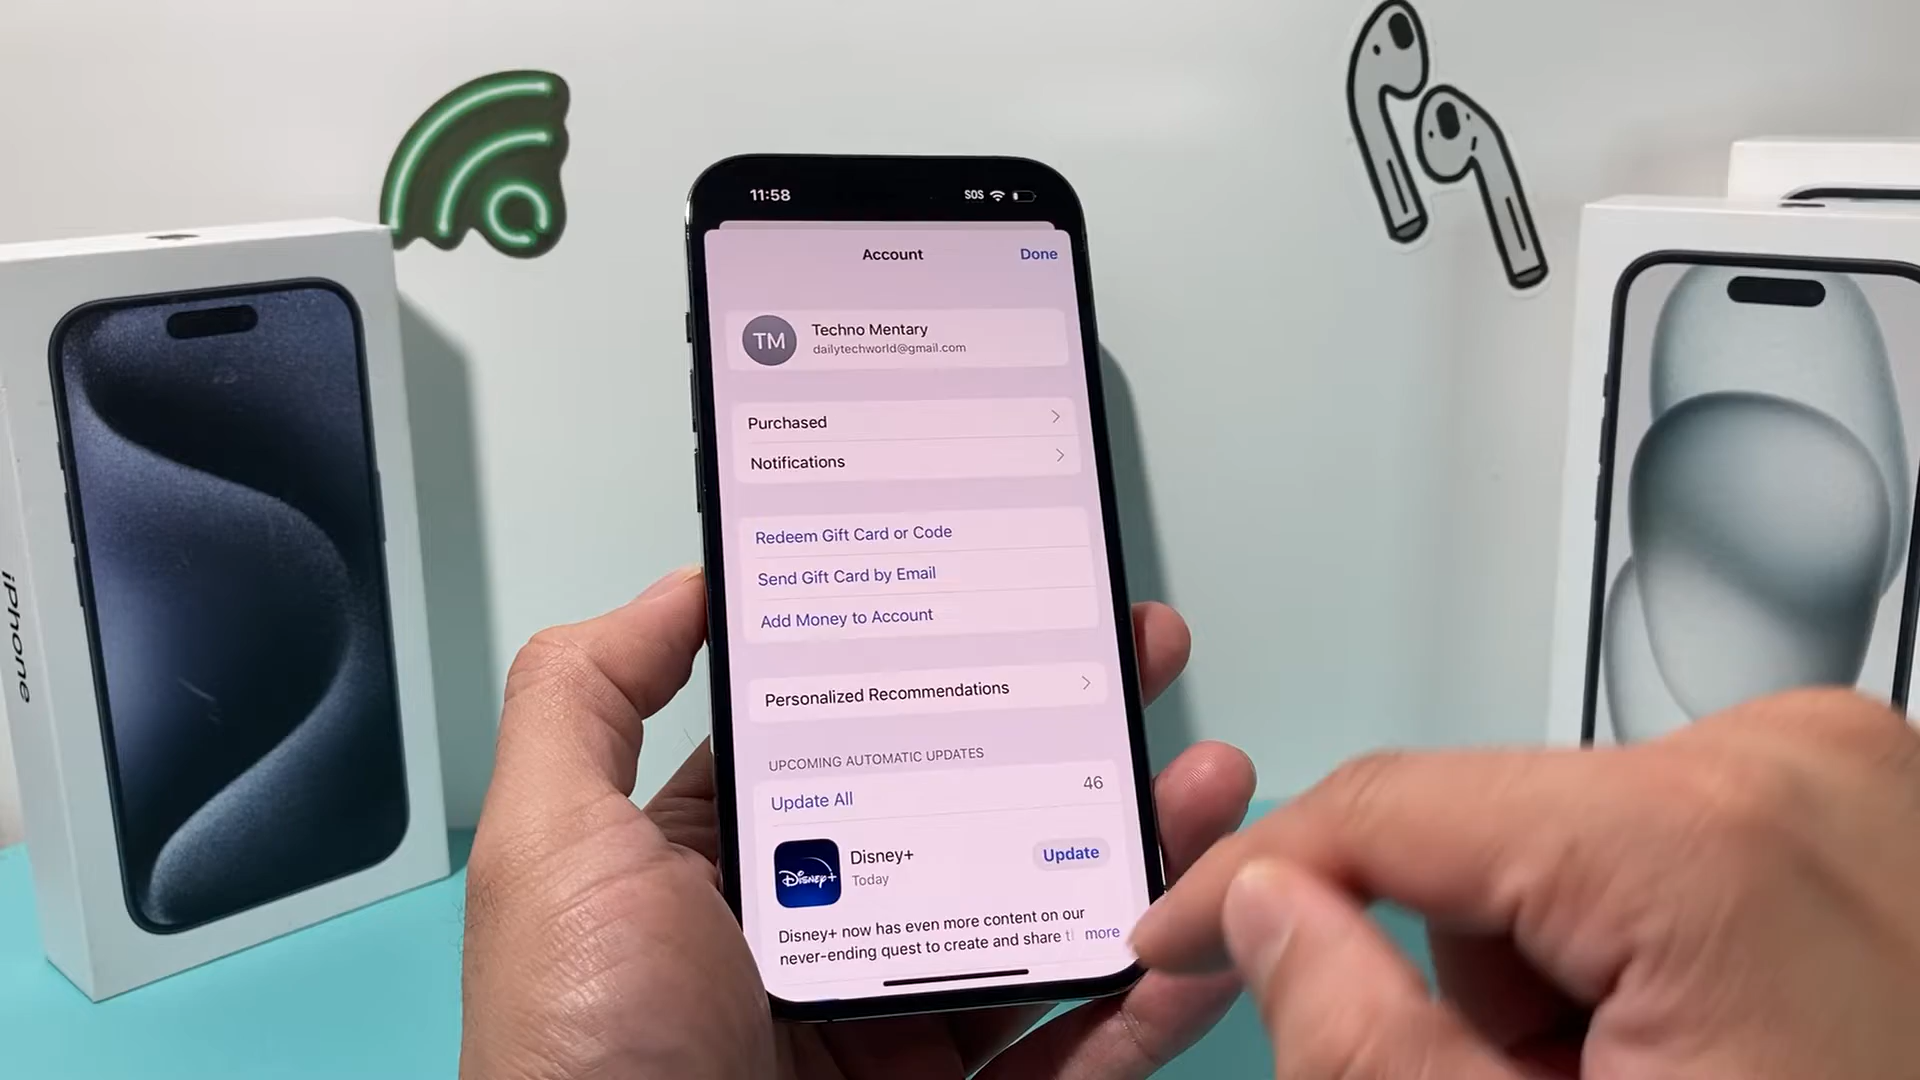 11:58
SOS
Account
Done
TM
Techno Mentary
dailytechworld@gmail.com
Purchased
Notifications
Redeem Gift Card or Code
Send Gift Card by Email
Add Money to Account
Personalized Recommendations
UPCOMING AUTOMATIC UPDATES
Update All
46
Disney+
Disney+
Update
Today
Disney+ now has even more content on our
never-ending quest to create and share t more
iPhone